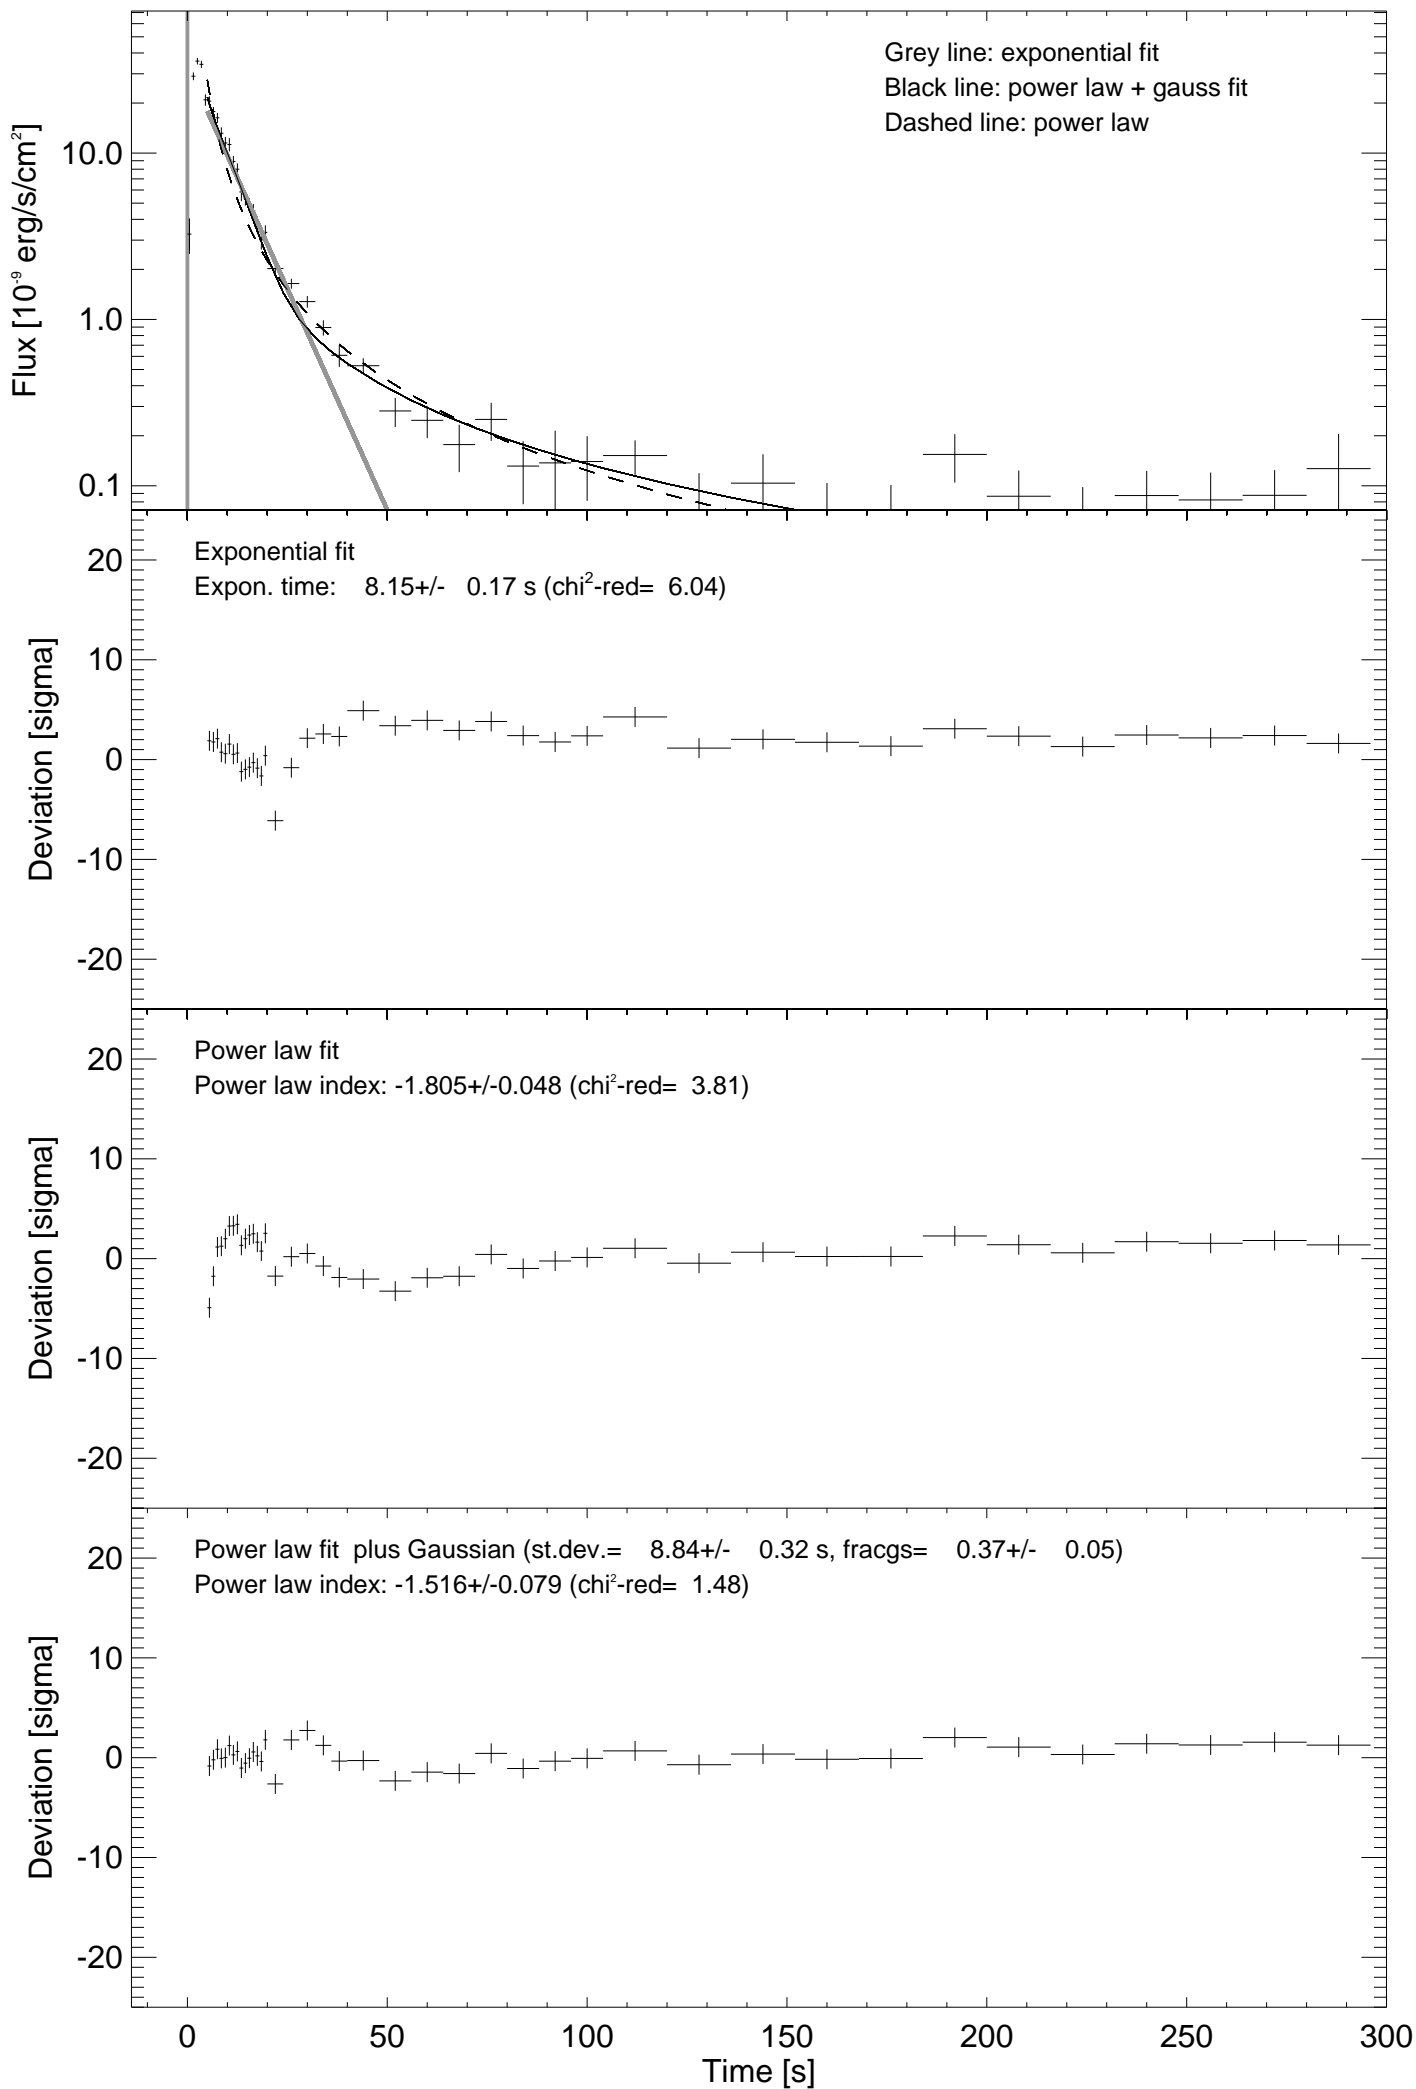 Grey line: exponential fit
Black line: power law + gauss fit
Dashed line: power law
10.0
1.0
0.1
Flux [10⁻⁹ erg/s/cm²]
Exponential fit
Expon. time: 8.15+/- 0.17 s (chi²-red= 6.04)
20
10
0
-10
-20
Deviation [sigma]
Power law fit
Power law index: -1.805+/-0.048 (chi²-red= 3.81)
20
10
0
-10
-20
Deviation [sigma]
Power law fit plus Gaussian (st.dev.= 8.84+/- 0.32 s, fracgs= 0.37+/- 0.05)
Power law index: -1.516+/-0.079 (chi²-red= 1.48)
20
10
0
-10
-20
Deviation [sigma]
0 50 100 150 200 250 300
Time [s]